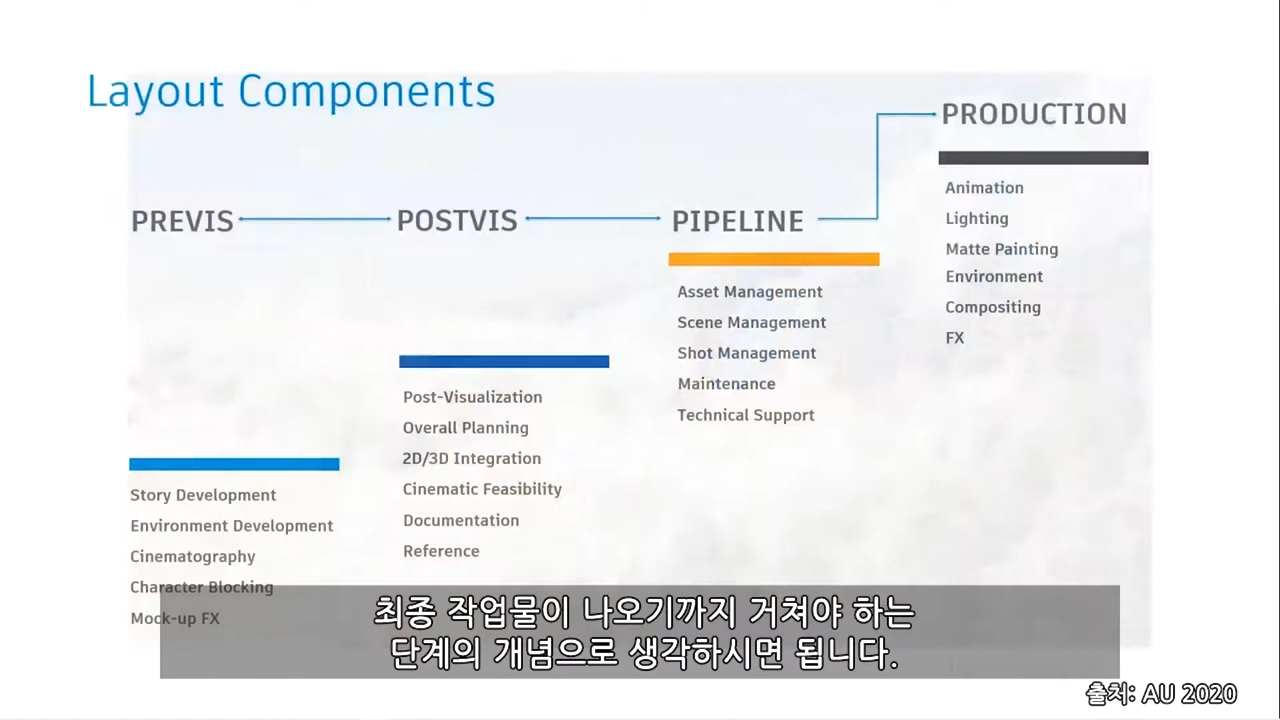 Layout Components
PREVIS
Story Development
Environment Development
Cinematography
Character Blocking
Mock-up FX
POSTVIS
Post-Visualization
Overall Planning
2D/3D Integration
Cinematic Feasibility
Documentation
Reference
PIPELINE
Asset Management
Scene Management
Shot Management
Maintenance
Technical Support
PRODUCTION
Animation
Lighting
Matte Painting
Environment
Compositing
FX
최종 작업물이 나오기까지 거쳐야 하는
단계의 개념으로 생각하시면 됩니다.
출처: AU 2020